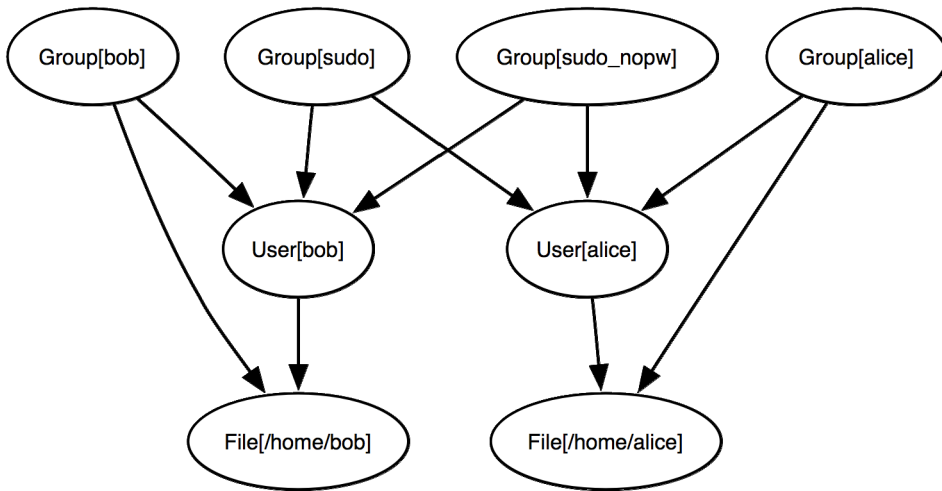 Group[bob]
Group[sudo]
Group[sudo_nopw]
Group[alice]
User[bob]
User[alice]
File[/home/bob]
File[/home/alice]